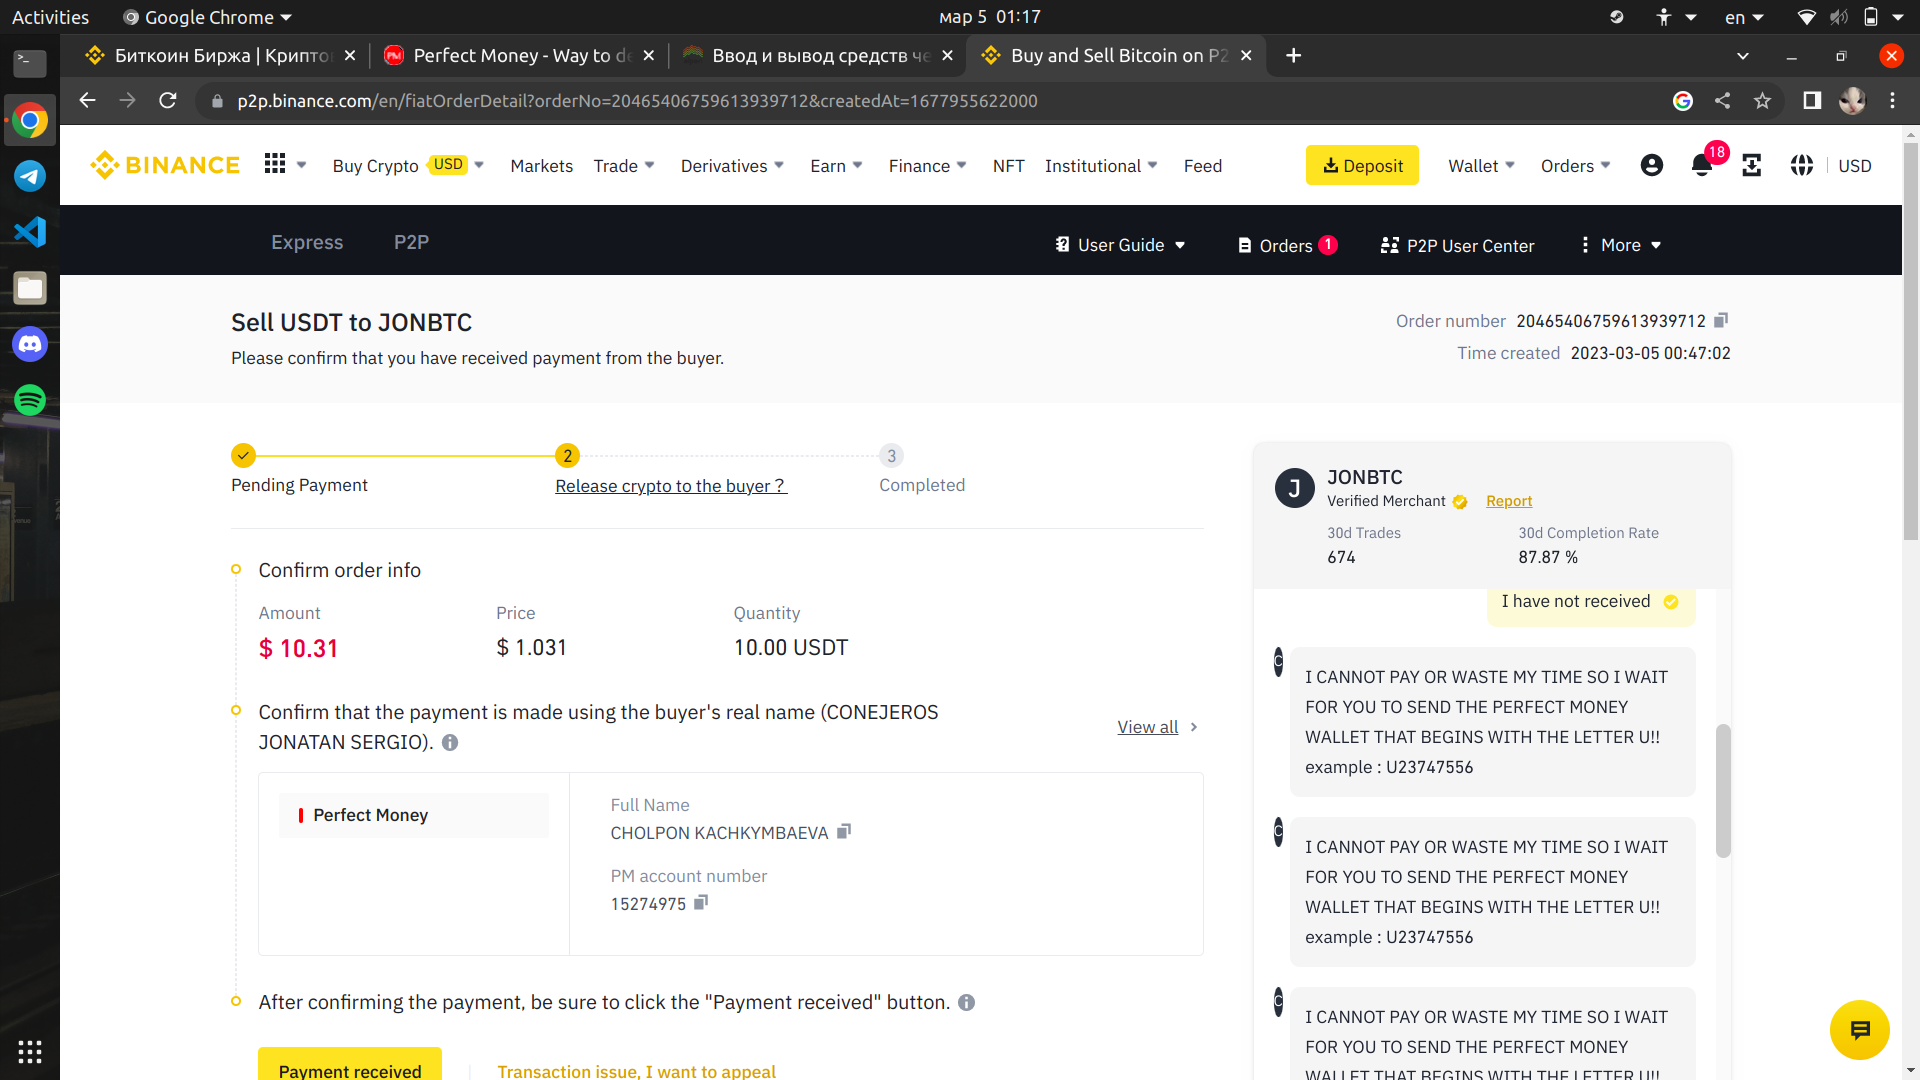 Activities
Google Chrome
мар 5 01:17
en
Биткоин Биржа | Крипто
Perfect Money - Way to de
Ввод и вывод средств че
Buy and Sell Bitcoin on P2
p2p.binance.com/en/fiatOrderDetail?orderNo=20465406759613939712&createdAt=1677955622000
BINANCE
Buy Crypto USD
Markets
Trade
Derivatives
Earn
Finance
NFT
Institutional
Feed
Deposit
Wallet
Orders
18
USD
Express
P2P
User Guide
Orders 1
P2P User Center
More
Sell USDT to JONBTC
Please confirm that you have received payment from the buyer.
Order number 20465406759613939712
Time created 2023-03-05 00:47:02
2
3
Pending Payment
Release crypto to the buyer ?
Completed
Confirm order info
Amount
Price
Quantity
$ 10.31
$ 1.031
10.00 USDT
Confirm that the payment is made using the buyer's real name (CONEJEROS
JONATAN SERGIO).
View all
Perfect Money
Full Name
CHOLPON KACHKYMBAEVA
PM account number
15274975
After confirming the payment, be sure to click the "Payment received" button.
Payment received
Transaction issue, I want to appeal
J
JONBTC
Verified Merchant
Report
30d Trades
30d Completion Rate
674
87.87 %
I have not received
C
I CANNOT PAY OR WASTE MY TIME SO I WAIT
FOR YOU TO SEND THE PERFECT MONEY
WALLET THAT BEGINS WITH THE LETTER U!!
example : U23747556
C
I CANNOT PAY OR WASTE MY TIME SO I WAIT
FOR YOU TO SEND THE PERFECT MONEY
WALLET THAT BEGINS WITH THE LETTER U!!
example : U23747556
C
I CANNOT PAY OR WASTE MY TIME SO I WAIT
FOR YOU TO SEND THE PERFECT MONEY
WALLET THAT BEGINS WITH THE LETTER U!!